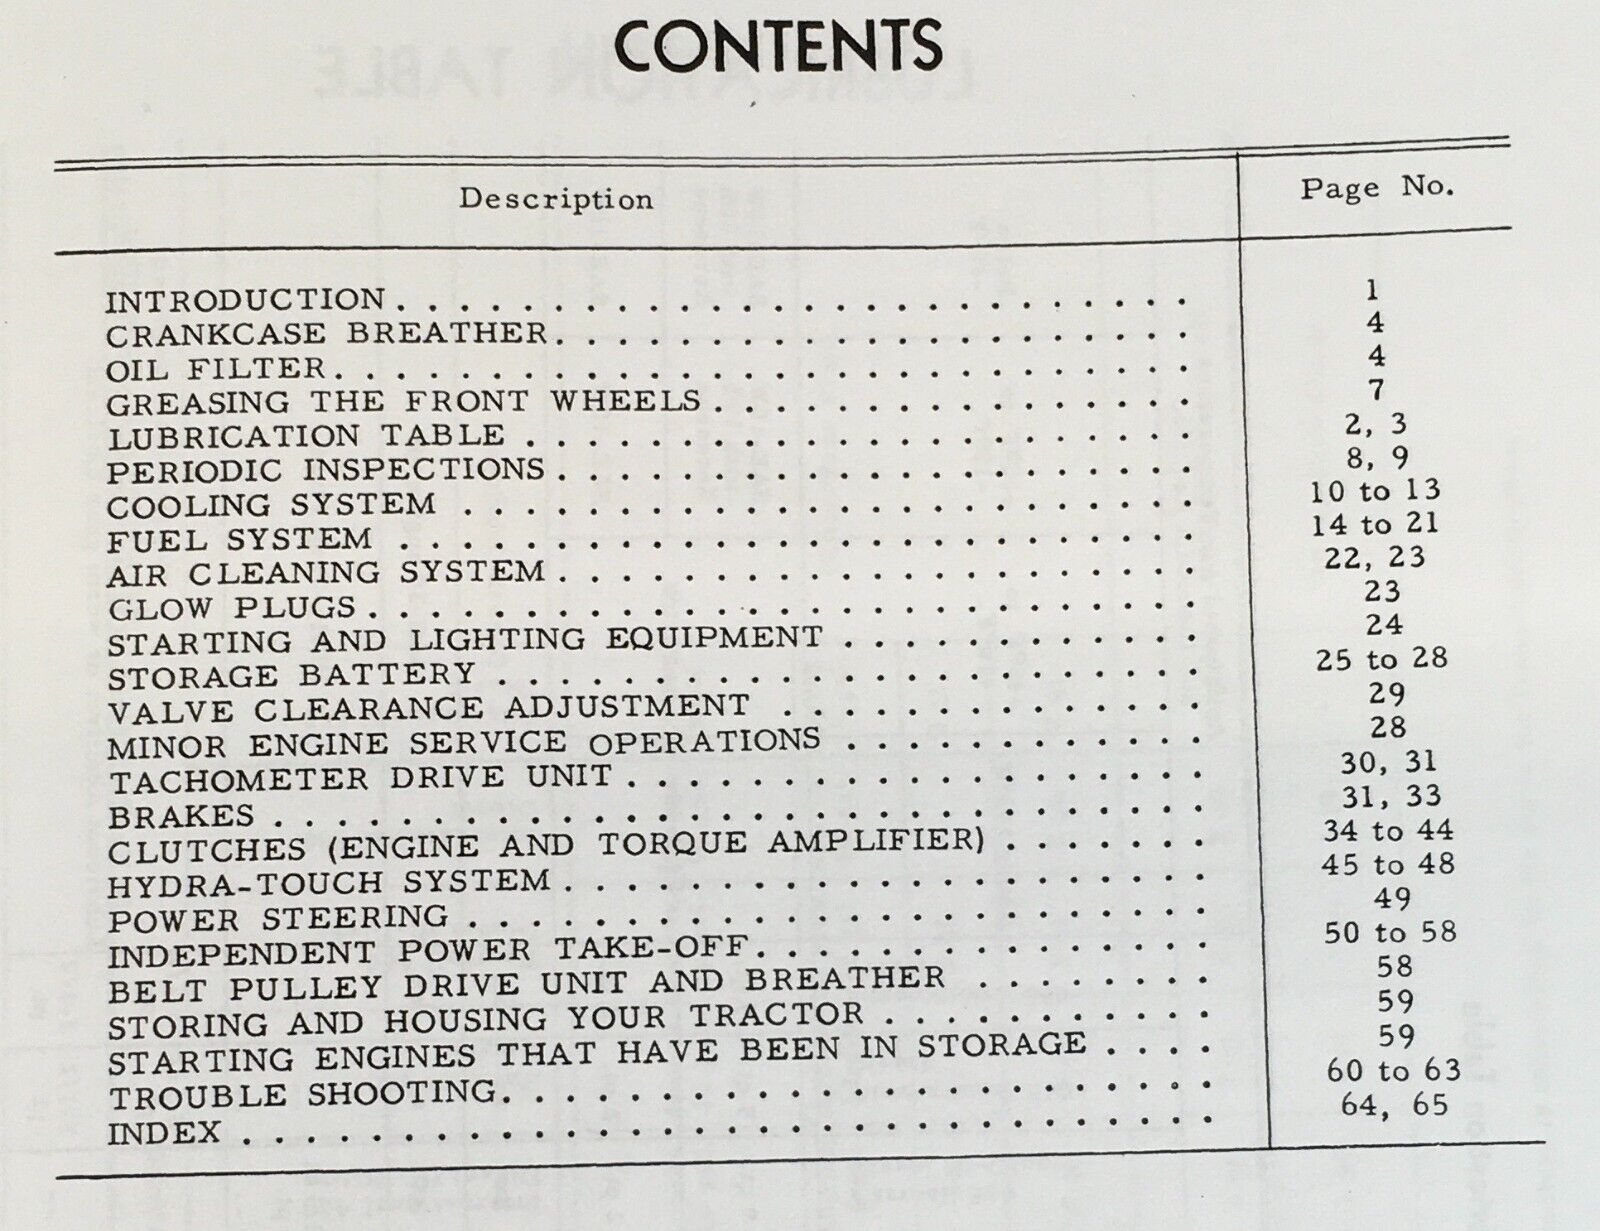 CONTENTS
Description Page No.
INTRODUCTION. . . . . . . . . . . . . . . . . . . . . . . . . 1
CRANKCASE BREATHER. . . . . . . . . . . . . . . . . . . . 4
OIL FILTER. . . . . . . . . . . . . . . . . . . . . . . . . . . 4
GREASING THE FRONT WHEELS. . . . . . . . . . . . . . . 7
LUBRICATION TABLE . . . . . . . . . . . . . . . . . . . . . 2, 3
PERIODIC INSPECTIONS. . . . . . . . . . . . . . . . . . . . 8, 9
COOLING SYSTEM . . . . . . . . . . . . . . . . . . . . . . . 10 to 13
FUEL SYSTEM . . . . . . . . . . . . . . . . . . . . . . . . . 14 to 21
AIR CLEANING SYSTEM. . . . . . . . . . . . . . . . . . . . 22, 23
GLOW PLUGS. . . . . . . . . . . . . . . . . . . . . . . . . . 23
STARTING AND LIGHTING EQUIPMENT . . . . . . . . . . . 24
STORAGE BATTERY . . . . . . . . . . . . . . . . . . . . . . 25 to 28
VALVE CLEARANCE ADJUSTMENT . . . . . . . . . . . . . . 29
MINOR ENGINE SERVICE OPERATIONS . . . . . . . . . . . 28
TACHOMETER DRIVE UNIT. . . . . . . . . . . . . . . . . . . 30, 31
BRAKES . . . . . . . . . . . . . . . . . . . . . . . . . . . . . 31, 33
CLUTCHES (ENGINE AND TORQUE AMPLIFIER) . . . . . . . 34 to 44
HYDRA-TOUCH SYSTEM. . . . . . . . . . . . . . . . . . . . 45 to 48
POWER STEERING . . . . . . . . . . . . . . . . . . . . . . . 49
INDEPENDENT POWER TAKE-OFF. . . . . . . . . . . . . . . 50 to 58
BELT PULLEY DRIVE UNIT AND BREATHER . . . . . . . . 58
STORING AND HOUSING YOUR TRACTOR . . . . . . . . . . 59
STARTING ENGINES THAT HAVE BEEN IN STORAGE . . . . 59
TROUBLE SHOOTING. . . . . . . . . . . . . . . . . . . . . . 60 to 63
INDEX . . . . . . . . . . . . . . . . . . . . . . . . . . . . . . 64, 65